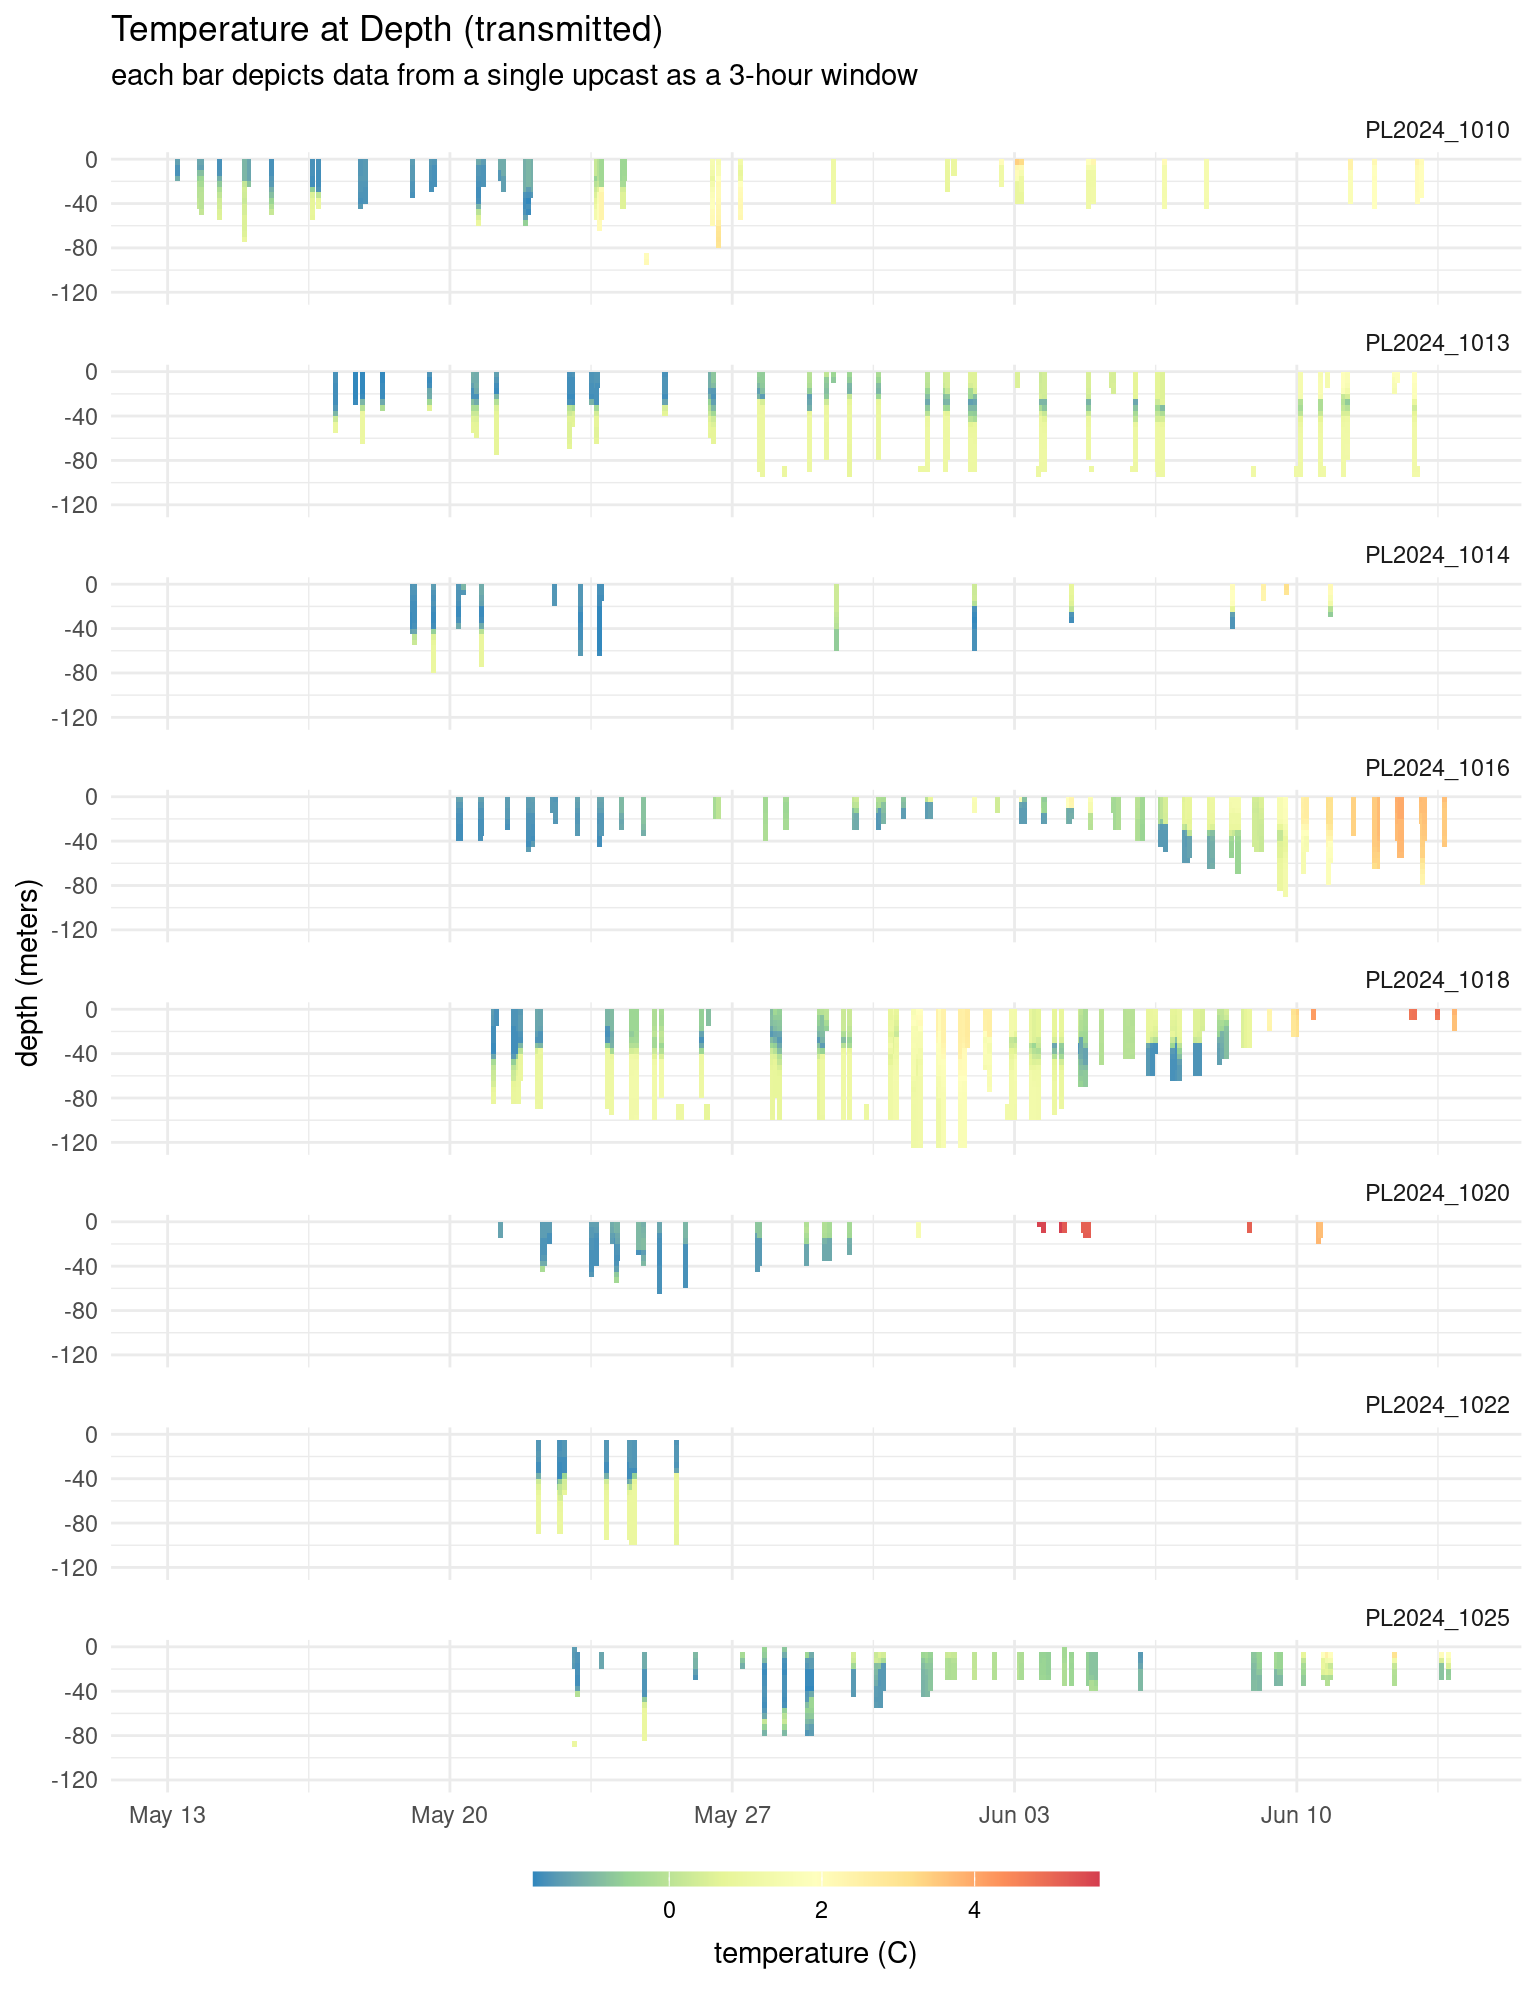 Temperature at Depth (transmitted)
each bar depicts data from a single upcast as a 3-hour window
depth (meters)
PL2024_1010
0
-40
-80
-120
PL2024_1013
0
-40
-80
-120
PL2024_1014
0
-40
-80
-120
PL2024_1016
0
-40
-80
-120
PL2024_1018
0
-40
-80
-120
PL2024_1020
0
-40
-80
-120
PL2024_1022
0
-40
-80
-120
PL2024_1025
0
-40
-80
-120
May 13 May 20 May 27 Jun 03 Jun 10
0 2 4
temperature (C)